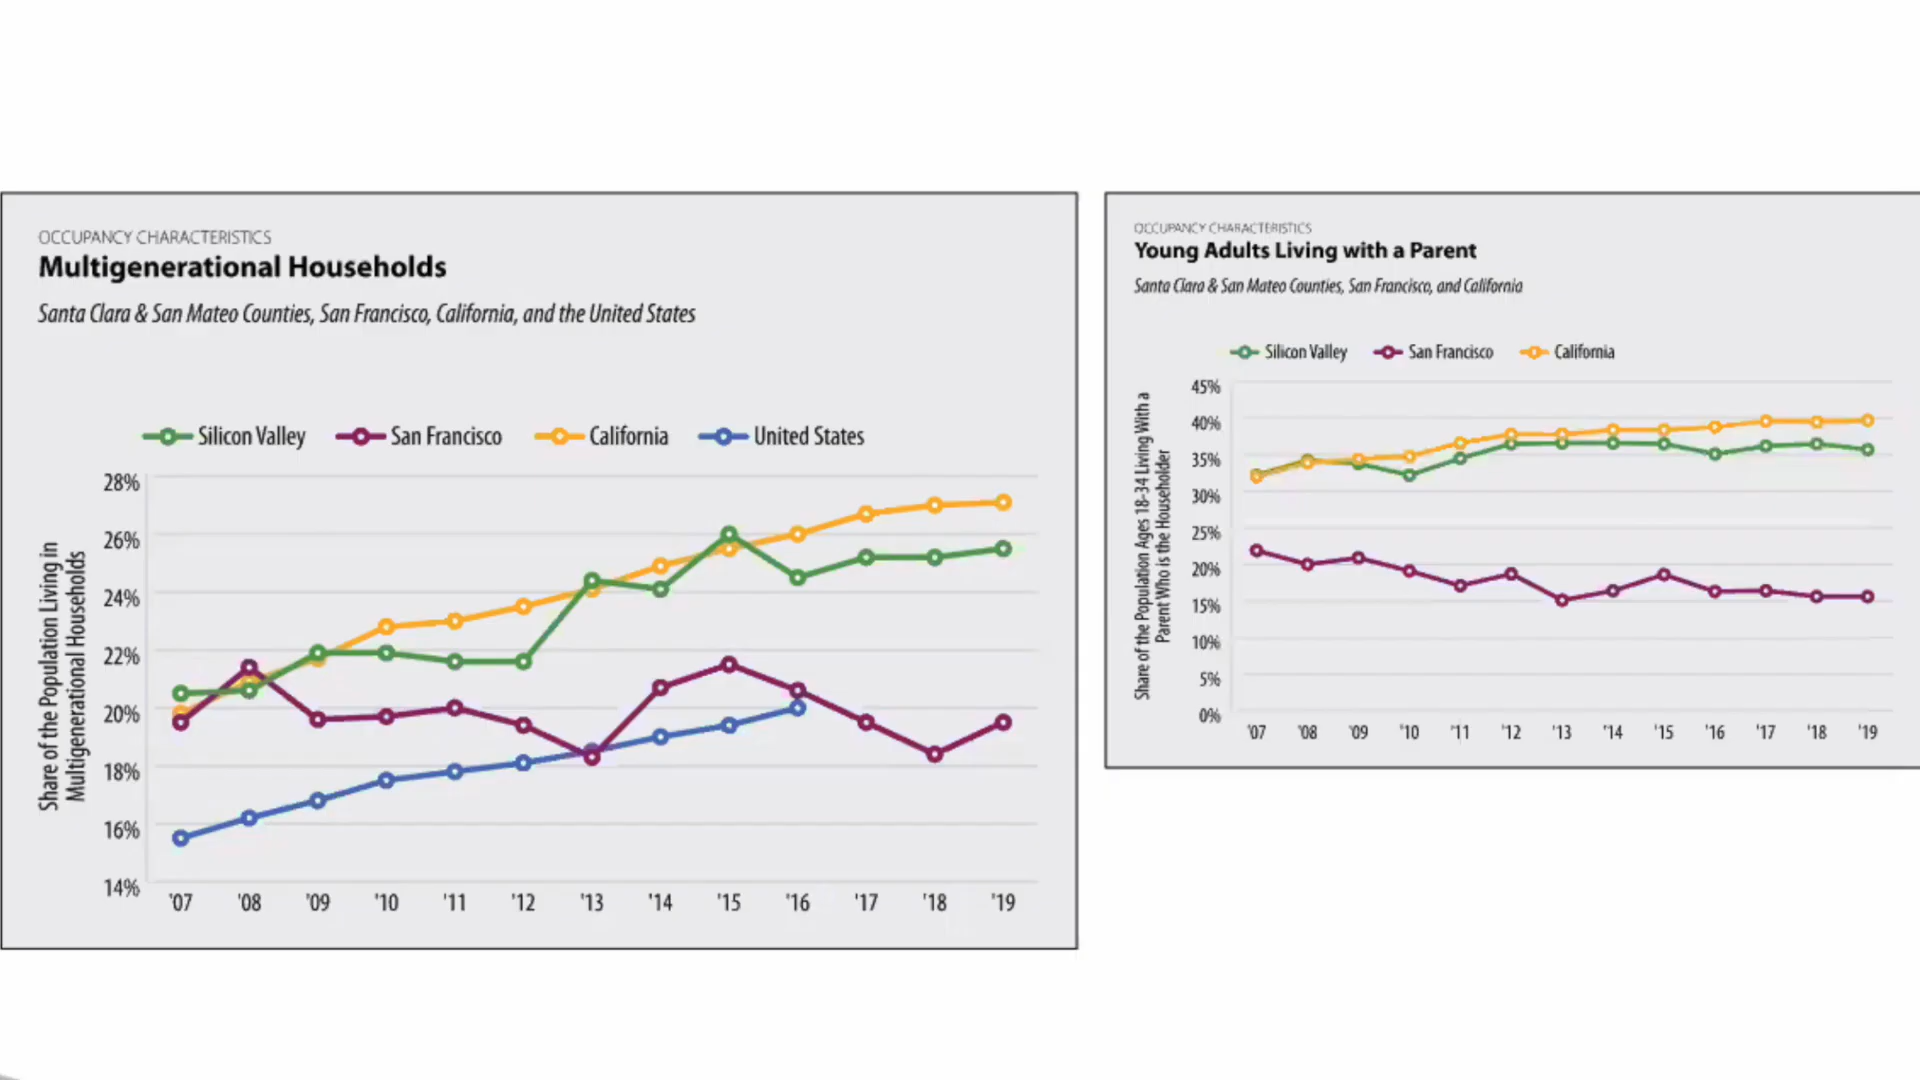 OCCUPANCY CHARACTERISTICS
Multigenerational Households
Santa Clara & San Mateo Counties, San Francisco, California, and the United States
Silicon Valley San Francisco California United States
Share of the Population Living in
Multigenerational Households
28%
26%
24%
22%
20%
18%
16%
14%
'07 '08 '09 '10 '11 '12 '13 '14 '15 '16 '17 '18 '19
OCCUPANCY CHARACTERISTICS
Young Adults Living with a Parent
Santa Clara & San Mateo Counties, San Francisco, and California
Silicon Valley San Francisco California
Share of the Population Ages 18-34 Living With a
Parent Who is the Householder
45%
40%
35%
30%
25%
20%
15%
10%
5%
0%
'07 '08 '09 '10 '11 '12 '13 '14 '15 '16 '17 '18 '19